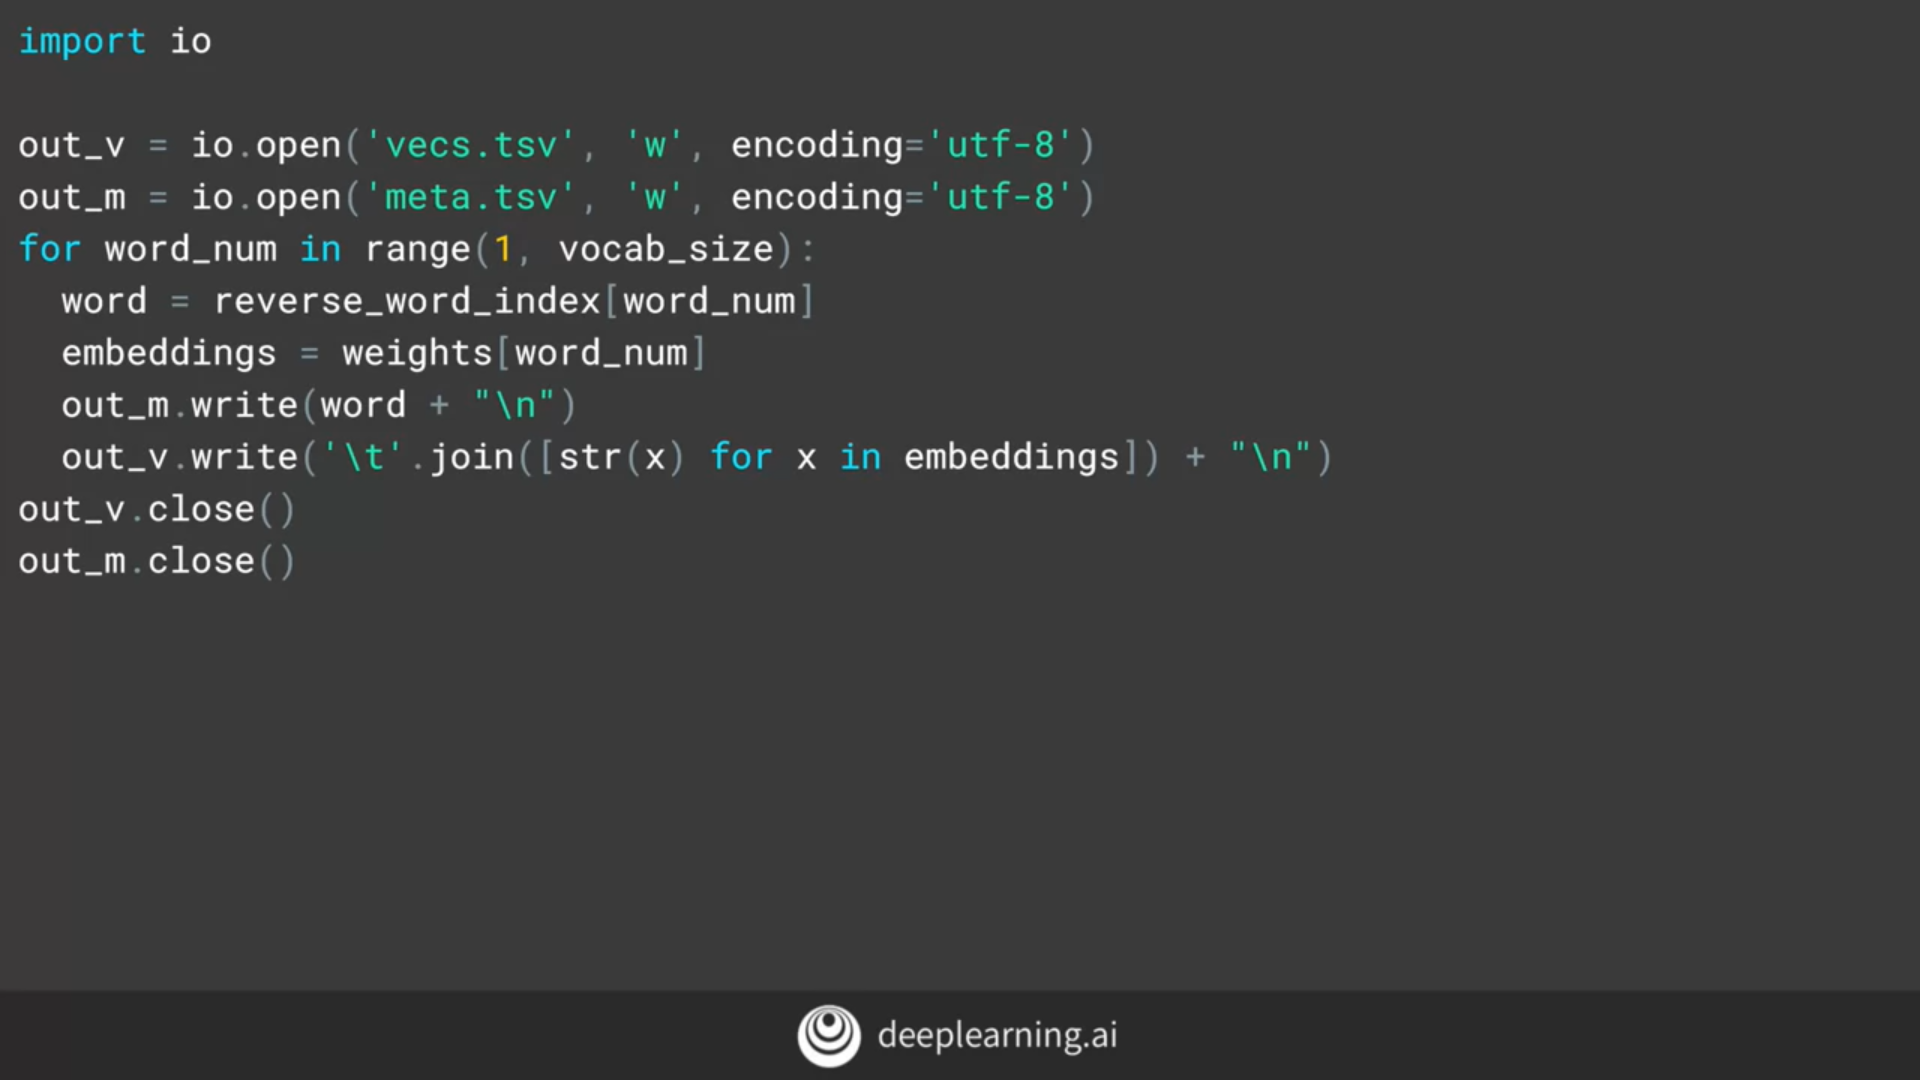 import io
out_v = io.open('vecs.tsv', 'w', encoding='utf-8')
out_m = io.open('meta.tsv', 'w', encoding='utf-8')
for word_num in range(1, vocab_size):
  word = reverse_word_index[word_num]
  embeddings = weights[word_num]
  out_m.write(word + "\n")
  out_v.write('\t'.join([str(x) for x in embeddings]) + "\n")
out_v.close()
out_m.close()
deeplearning.ai